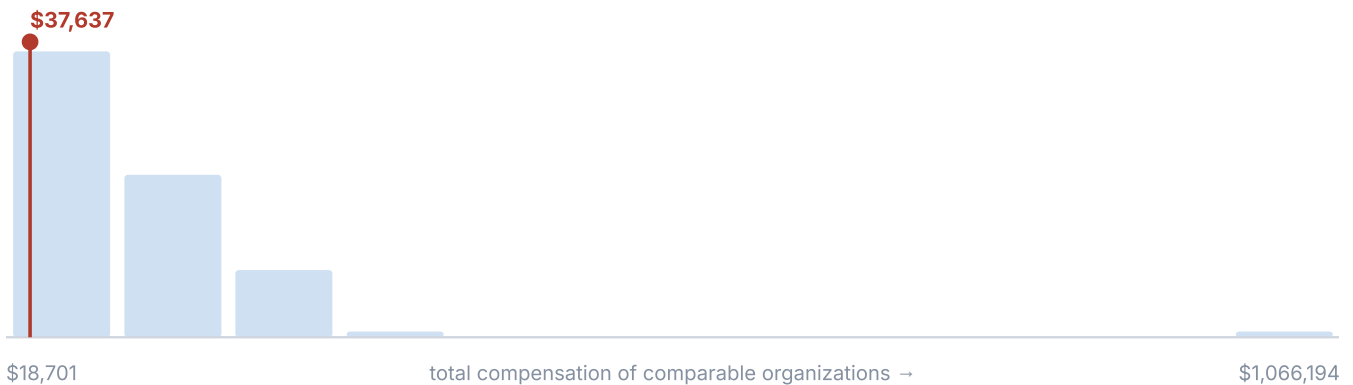 $37,637
$18,701 total compensation of comparable organizations → $1,066,194